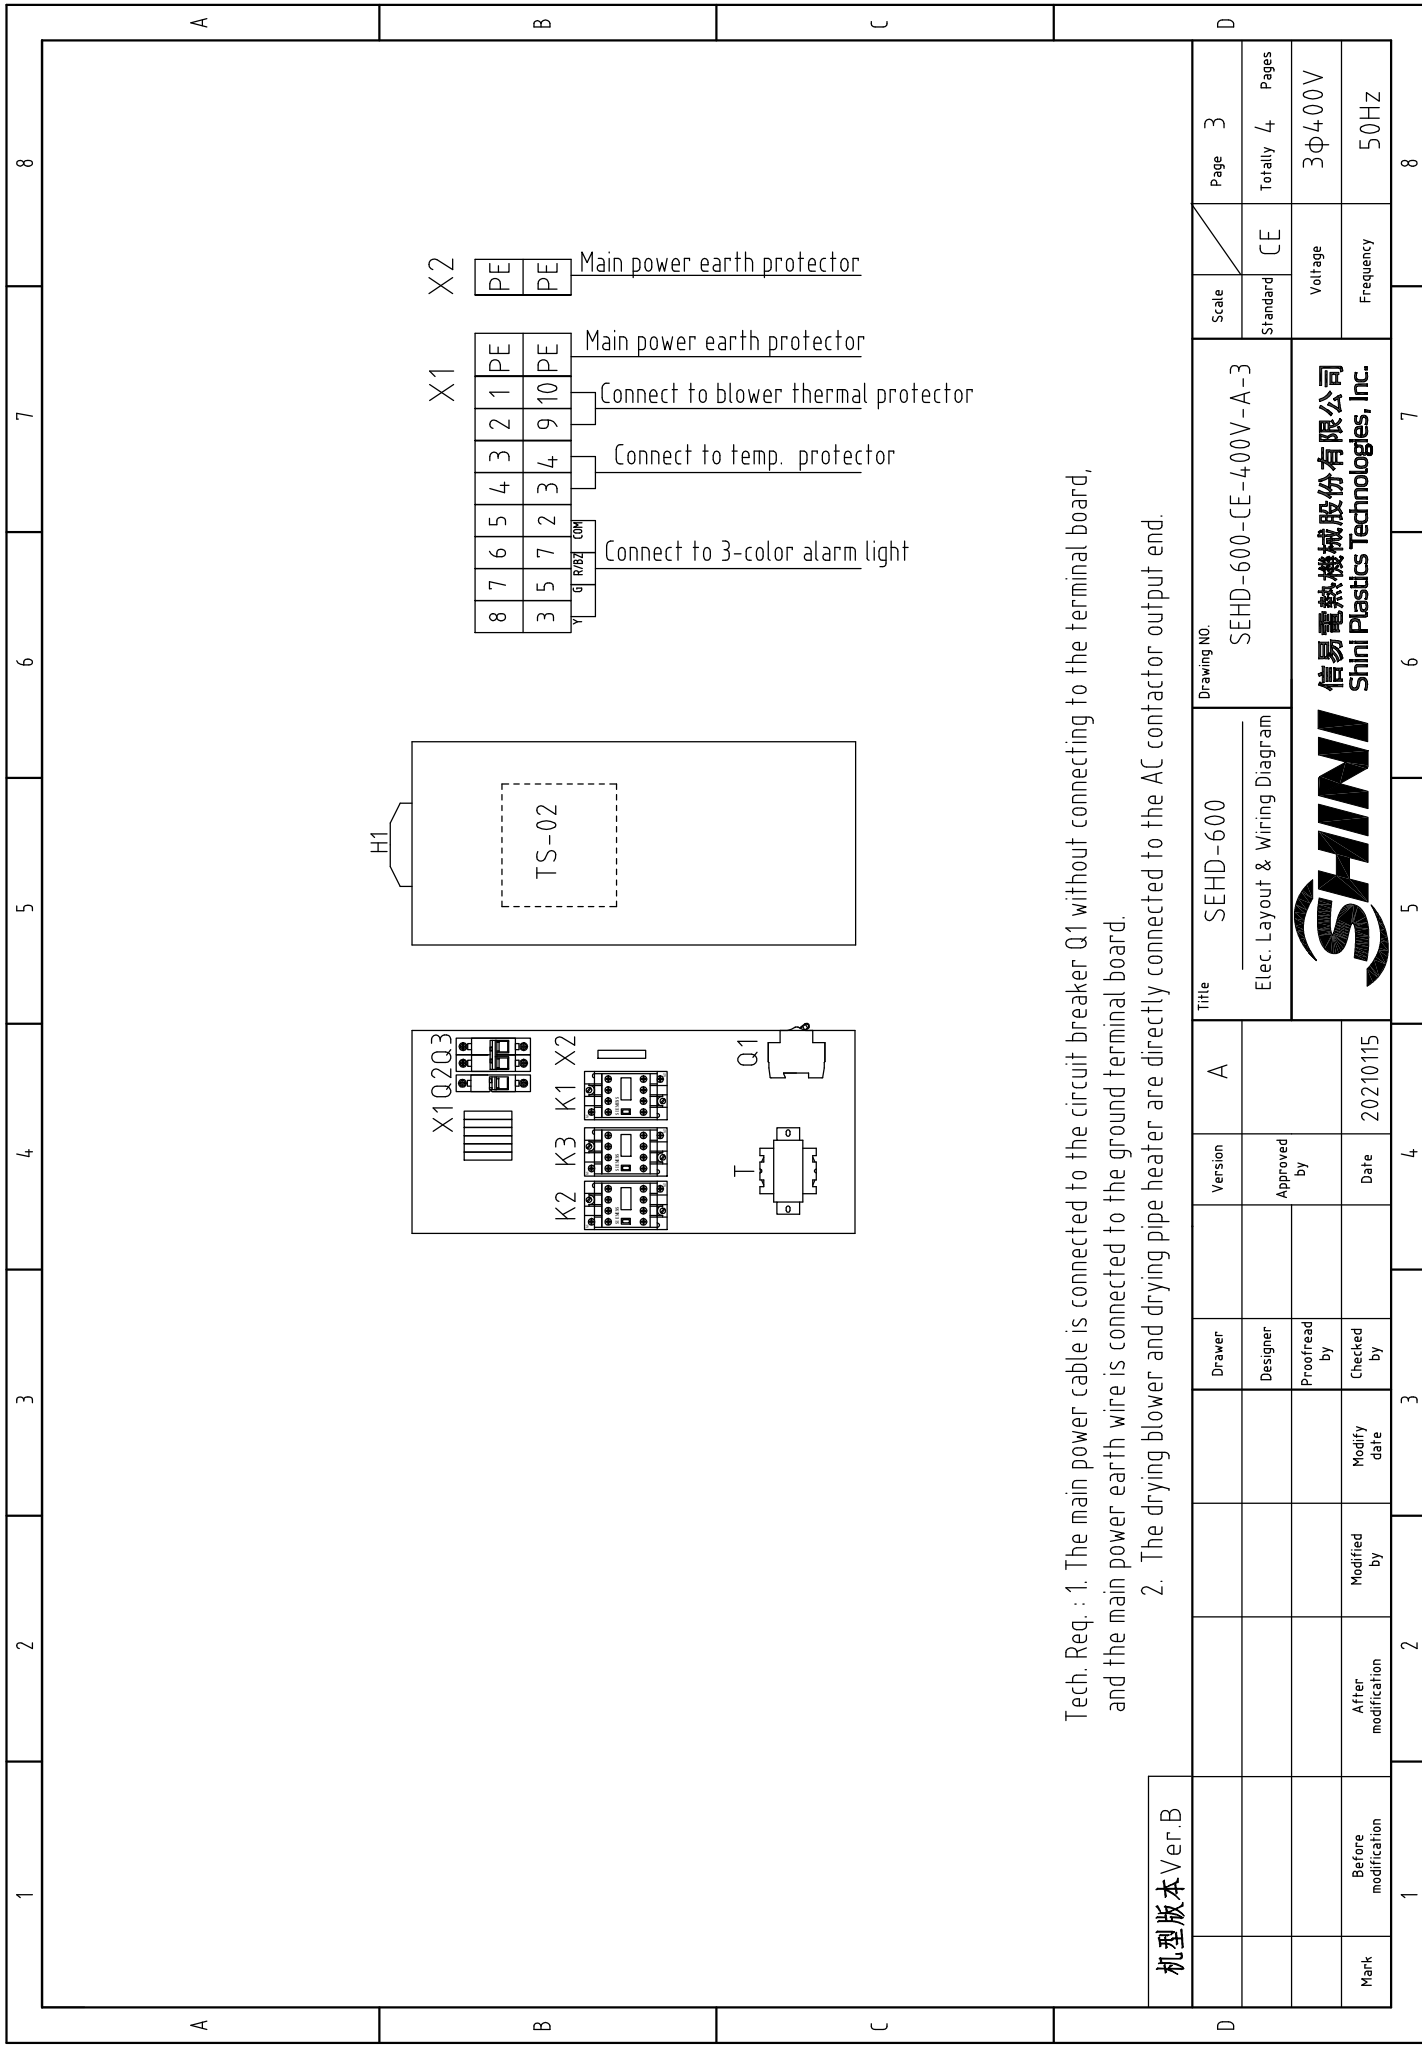 1 2 3 4 5 6 7 8
A
B
C
D
A
B
C
D
X1 Q2 Q3
K2 K3 K1 X2
T
Q1
H1
TS-02
X1
8 7 6 5 4 3 2 1 PE
3 5 7 2 3 4 9 10 PE
Y G R/BZ COM
Connect to 3-color alarm light
Connect to temp. protector
Connect to blower thermal protector
Main power earth protector
X2
PE
PE
Main power earth protector
Tech. Req. : 1. The main power cable is connected to the circuit breaker Q1 without connecting to the terminal board,
and the main power earth wire is connected to the ground terminal board.
2. The drying blower and drying pipe heater are directly connected to the AC contactor output end.
机型版本Ver.B
Mark
Before modification
After modification
Modified by
Modify date
Drawer
Designer
Proofread by
Checked by
Version A
Approved by
Date 20210115
Title
SEHD-600
Elec. Layout & Wiring Diagram
Drawing NO.
SEHD-600-CE-400V-A-3
Scale
Page 3
Standard CE
Totally 4 Pages
SHINI
信易電熱機械股份有限公司
Shini Plastics Technologies, Inc.
Voltage 3ф400V
Frequency 50Hz
1 2 3 4 5 6 7 8